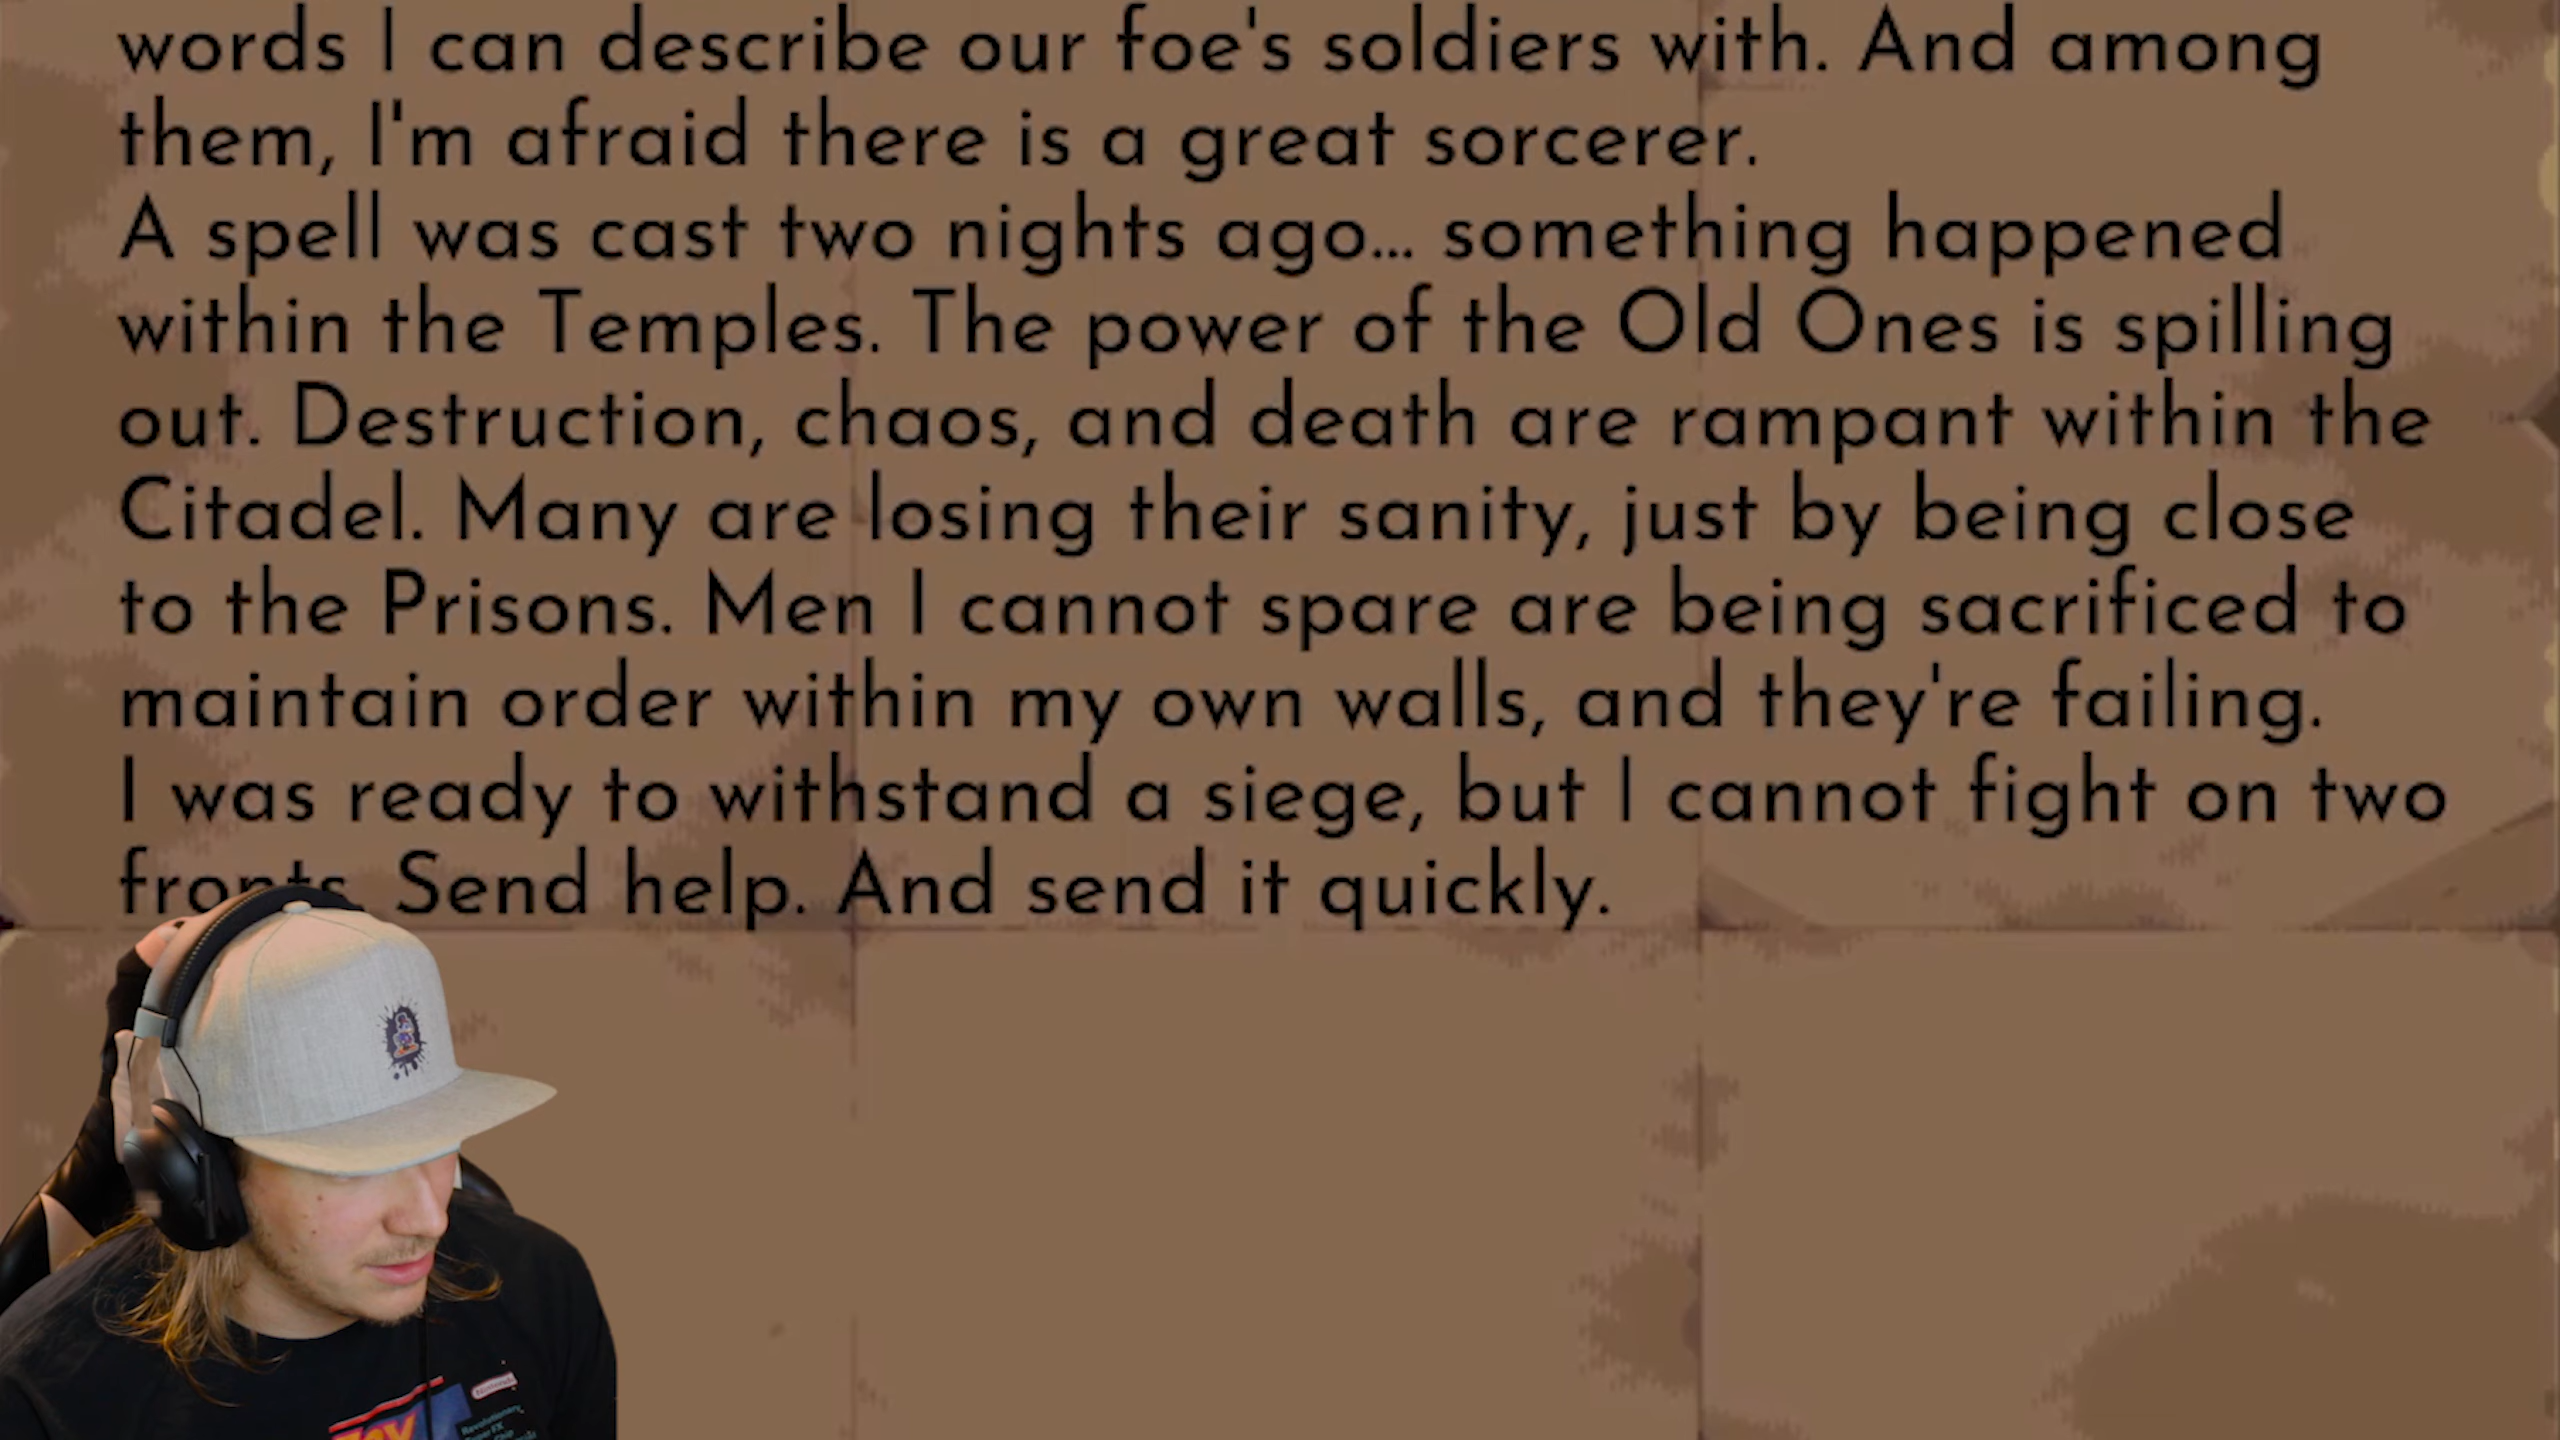 words I can describe our foe's soldiers with. And among
them, I'm afraid there is a great sorcerer.
A spell was cast two nights ago... something happened
within the Temples. The power of the Old Ones is spilling
out. Destruction, chaos, and death are rampant within the
Citadel. Many are losing their sanity, just by being close
to the Prisons. Men I cannot spare are being sacrificed to
maintain order within my own walls, and they're failing.
I was ready to withstand a siege, but I cannot fight on two
fronts. Send help. And send it quickly.
Nintendo
Revolutionary
Super FX